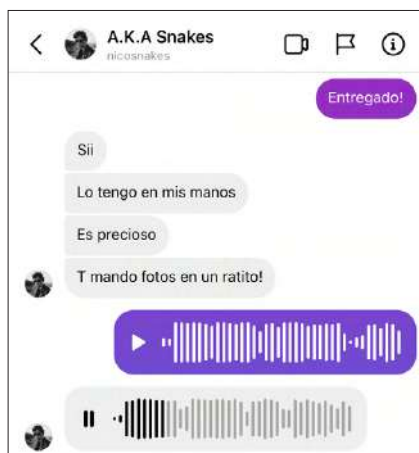 A.K.A Snakes
nicosnakes
Entregado!
Sii
Lo tengo en mis manos
Es precioso
T mando fotos en un ratito!